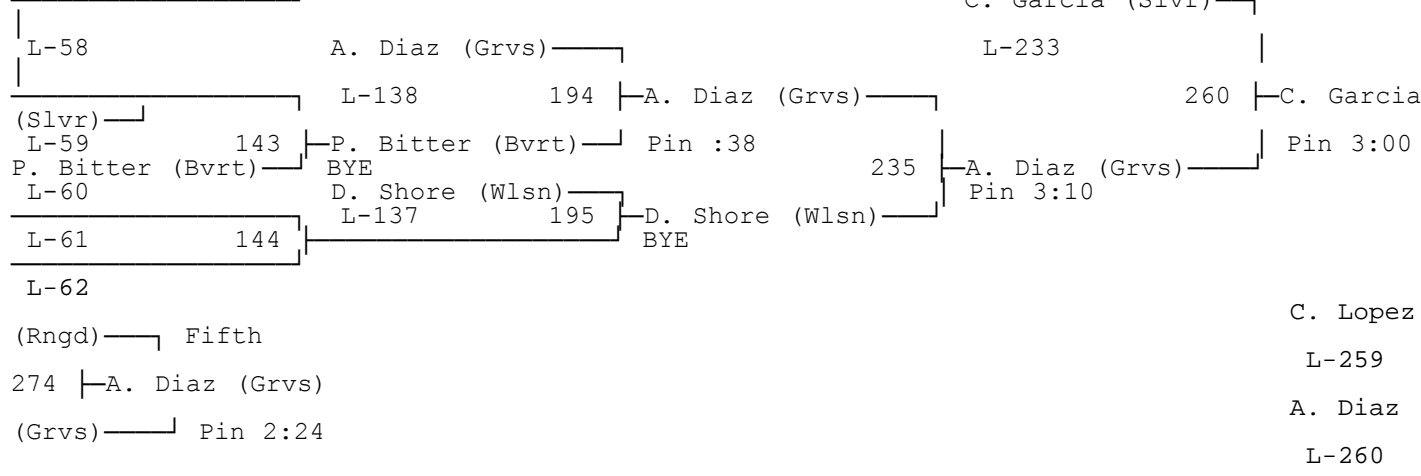 C. Garcia (Slvr)
L-58 A. Diaz (Grvs) L-233
L-138 194 A. Diaz (Grvs) 260 C. Garcia
(Slvr)
L-59 143 P. Bitter (Bvrt) Pin :38 Pin 3:00
P. Bitter (Bvrt) BYE 235 A. Diaz (Grvs)
L-60 D. Shore (Wlsn) Pin 3:10
L-137 195 D. Shore (Wlsn)
L-61 144 BYE
L-62
C. Lopez
(Rngd) Fifth
L-259
274 A. Diaz (Grvs)
A. Diaz
(Grvs) Pin 2:24
L-260